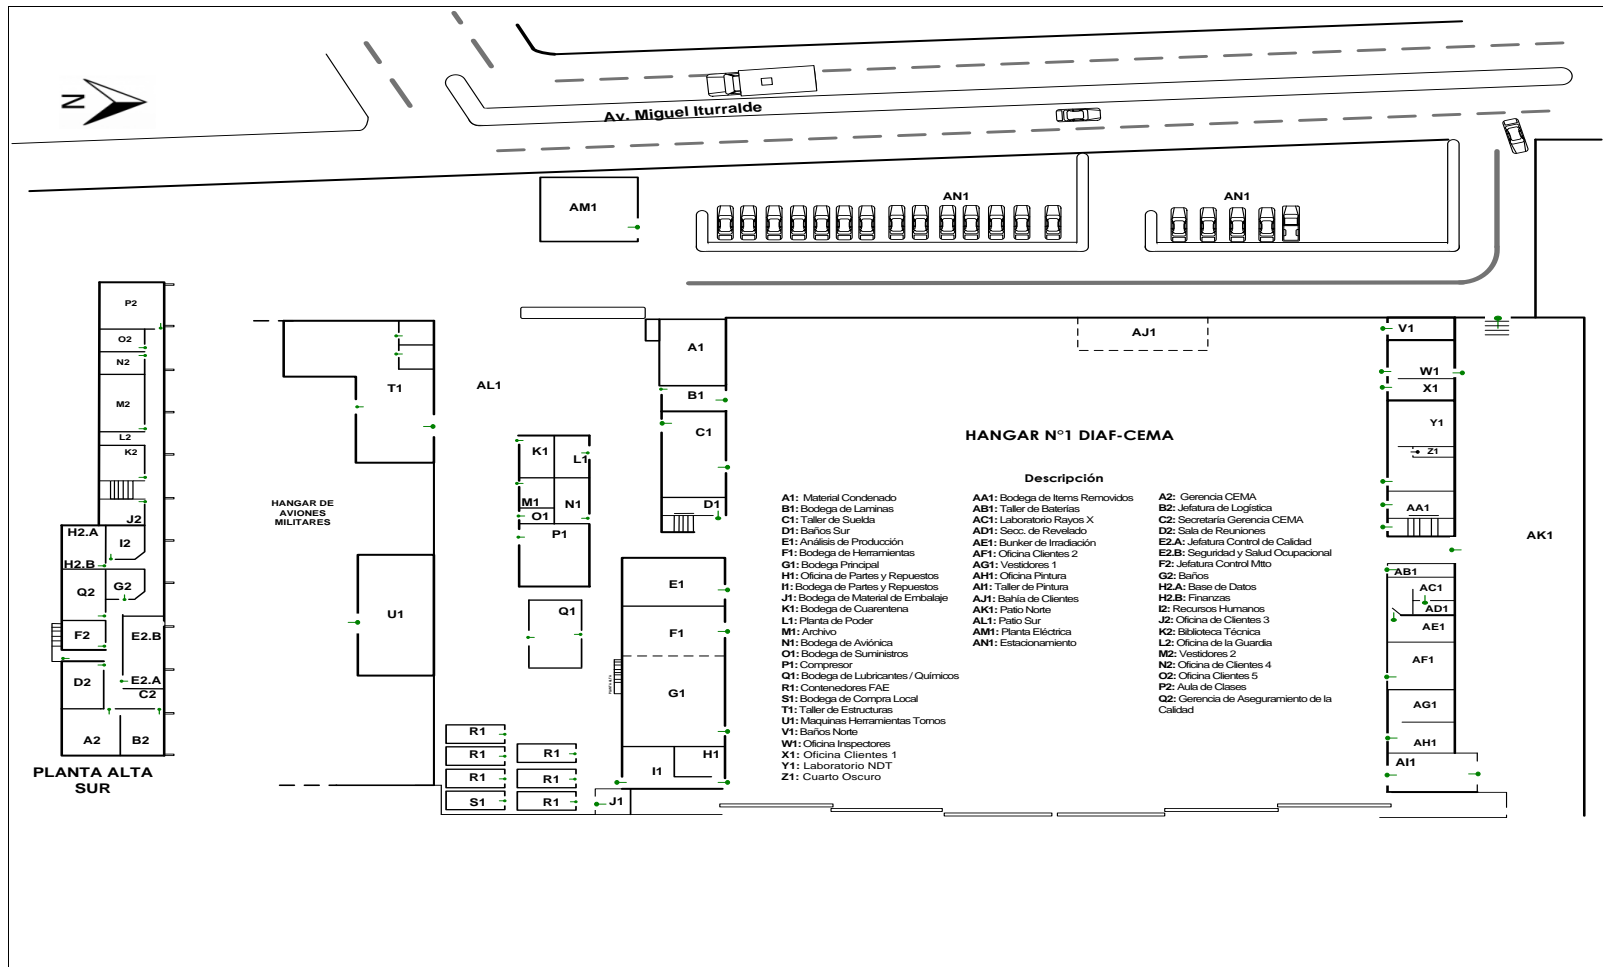 N
Av. Miguel Iturralde
AM1
AN1
AN1
P2
O2
N2
M2
L2
K2
J2
H2.A
I2
H2.B
G2
Q2
F2
E2.B
D2
E2.A
C2
A2
B2
PLANTA ALTA
SUR
T1
AL1
HANGAR DE
AVIONES
MILITARES
U1
K1
L1
M1
N1
O1
P1
Q1
R1
R1
R1
S1
R1
R1
R1
A1
B1
C1
D1
E1
F1
G1
H1
I1
J1
AJ1
HANGAR N°1 DIAF-CEMA
Descripción
A1: Material Condenado
B1: Bodega de Laminas
C1: Taller de Suelda
D1: Baños Sur
E1: Análisis de Producción
F1: Bodega de Herramientas
G1: Bodega Principal
H1: Oficina de Partes y Repuestos
I1: Bodega de Partes y Repuestos
J1: Bodega de Material de Embalaje
K1: Bodega de Cuarentena
L1: Planta de Poder
M1: Archivo
N1: Bodega de Aviónica
O1: Bodega de Suministros
P1: Compresor
Q1: Bodega de Lubricantes / Químicos
R1: Contenedores FAE
S1: Bodega de Compra Local
T1: Taller de Estructuras
U1: Maquinas Herramientas Tornos
V1: Baños Norte
W1: Oficina Inspectores
X1: Oficina Clientes 1
Y1: Laboratorio NDT
Z1: Cuarto Oscuro
AA1: Bodega de Items Removidos
AB1: Taller de Baterías
AC1: Laboratorio Rayos X
AD1: Secc. de Revelado
AE1: Bunker de Irradiación
AF1: Oficina Clientes 2
AG1: Vestidores 1
AH1: Oficina Pintura
AI1: Taller de Pintura
AJ1: Bahía de Clientes
AK1: Patio Norte
AL1: Patio Sur
AM1: Planta Eléctrica
AN1: Estacionamiento
A2: Gerencia CEMA
B2: Jefatura de Logística
C2: Secretaría Gerencia CEMA
D2: Sala de Reuniones
E2.A: Jefatura Control de Calidad
E2.B: Seguridad y Salud Ocupacional
F2: Jefatura Control Mtto
G2: Baños
H2.A: Base de Datos
H2.B: Finanzas
I2: Recursos Humanos
J2: Oficina de Clientes 3
K2: Biblioteca Técnica
L2: Oficina de la Guardia
M2: Vestidores 2
N2: Oficina de Clientes 4
O2: Oficina Clientes 5
P2: Aula de Clases
Q2: Gerencia de Aseguramiento de la
Calidad
V1
W1
X1
Y1
Z1
AA1
AB1
AC1
AD1
AE1
AF1
AG1
AH1
AI1
AK1